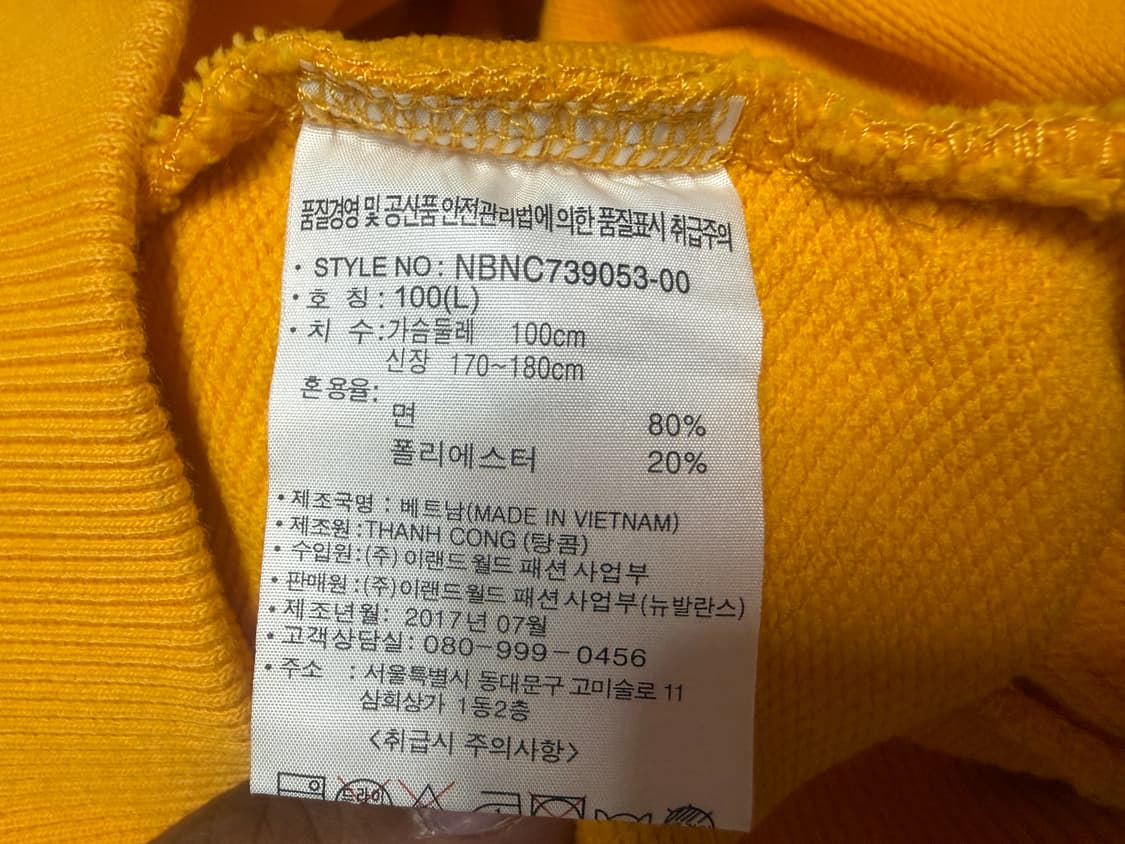 품질경영 및 공산품 안전관리법에 의한 품질표시 취급주의
• STYLE NO : NBNC739053-00
• 호 칭 : 100(L)
• 치 수 : 가슴둘레 100cm
신장 170~180cm
혼용율:
면 80%
폴리에스터 20%
• 제조국명 : 베트남(MADE IN VIETNAM)
• 제조원 : THANH CONG (탕콤)
• 수입원 : (주) 이랜드월드 패션사업부
• 판매원 : (주)이랜드월드 패션사업부(뉴발란스)
• 제조년월: 2017년 07월
• 고객상담실: 080-999-0456
• 주소 : 서울특별시 동대문구 고미술로 11
삼희상가 1동2층
<취급시 주의사항>
드라이